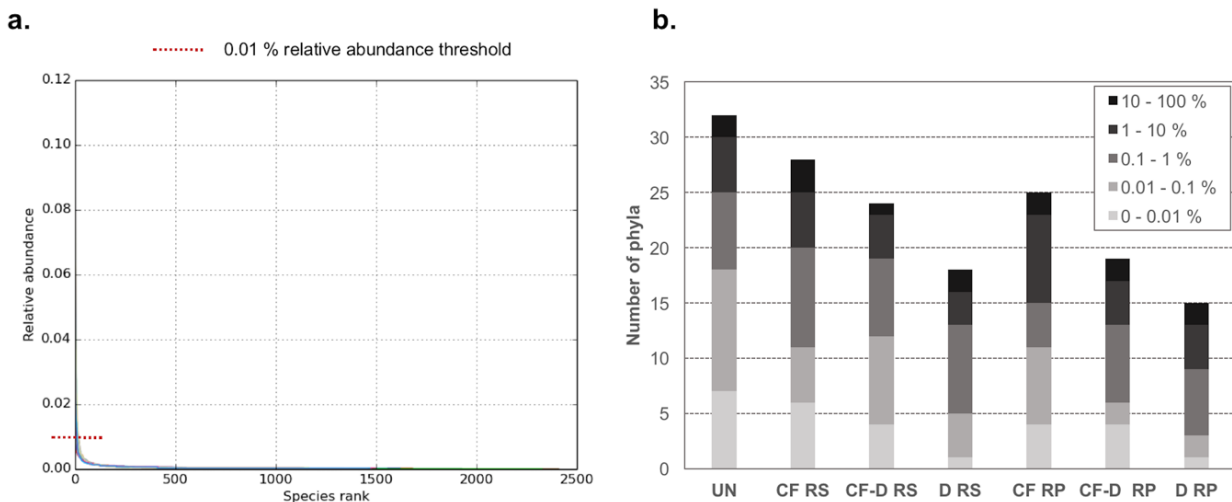 a.
0.01 % relative abundance threshold
0.12
0.10
0.08
0.06
0.04
0.02
0.00
Relative abundance
0 500 1000 1500 2000 2500
Species rank
b.
35
30
25
20
15
10
5
0
Number of phyla
10 - 100 %
1 - 10 %
0.1 - 1 %
0.01 - 0.1 %
0 - 0.01 %
UN CF RS CF-D RS D RS CF RP CF-D RP D RP